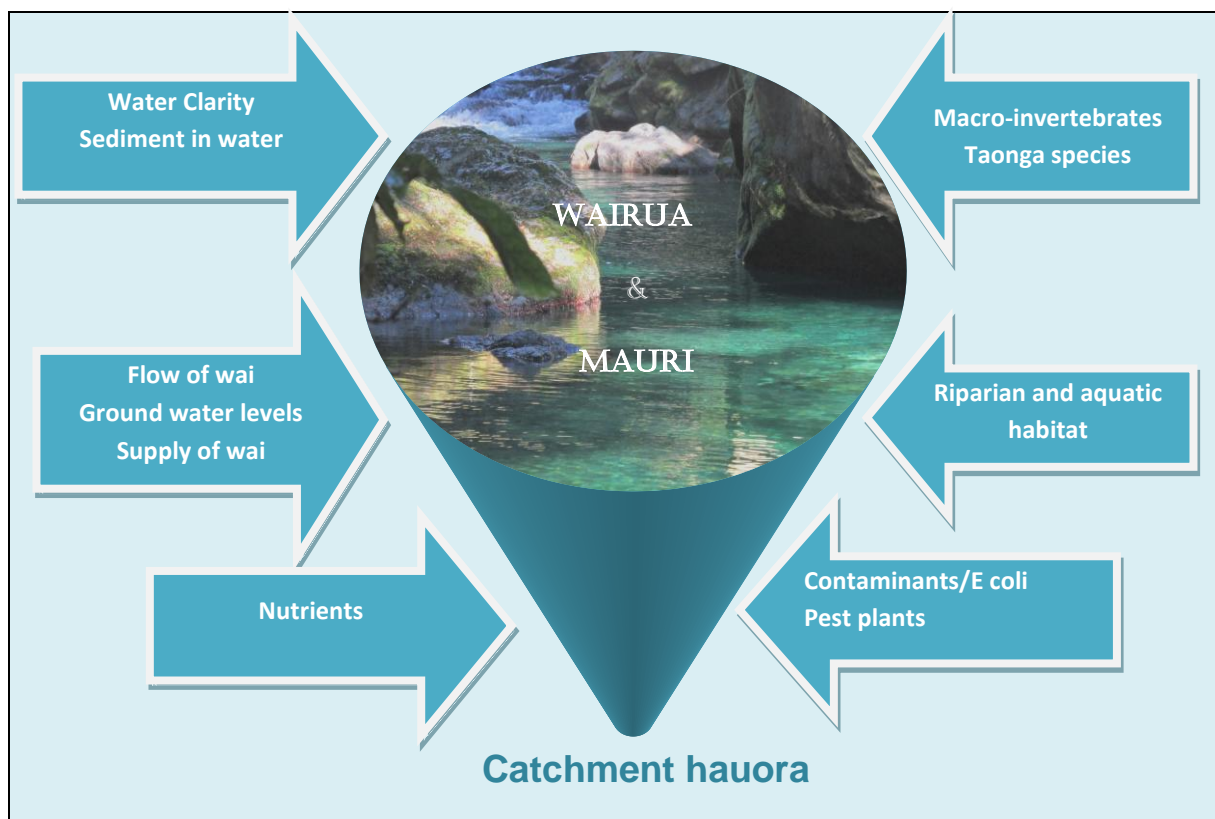 Water Clarity
Sediment in water
Macro-invertebrates
Taonga species
WAIRUA
&
MAURI
Flow of wai
Ground water levels
Supply of wai
Riparian and aquatic
habitat
Nutrients
Contaminants/E coli
Pest plants
Catchment hauora